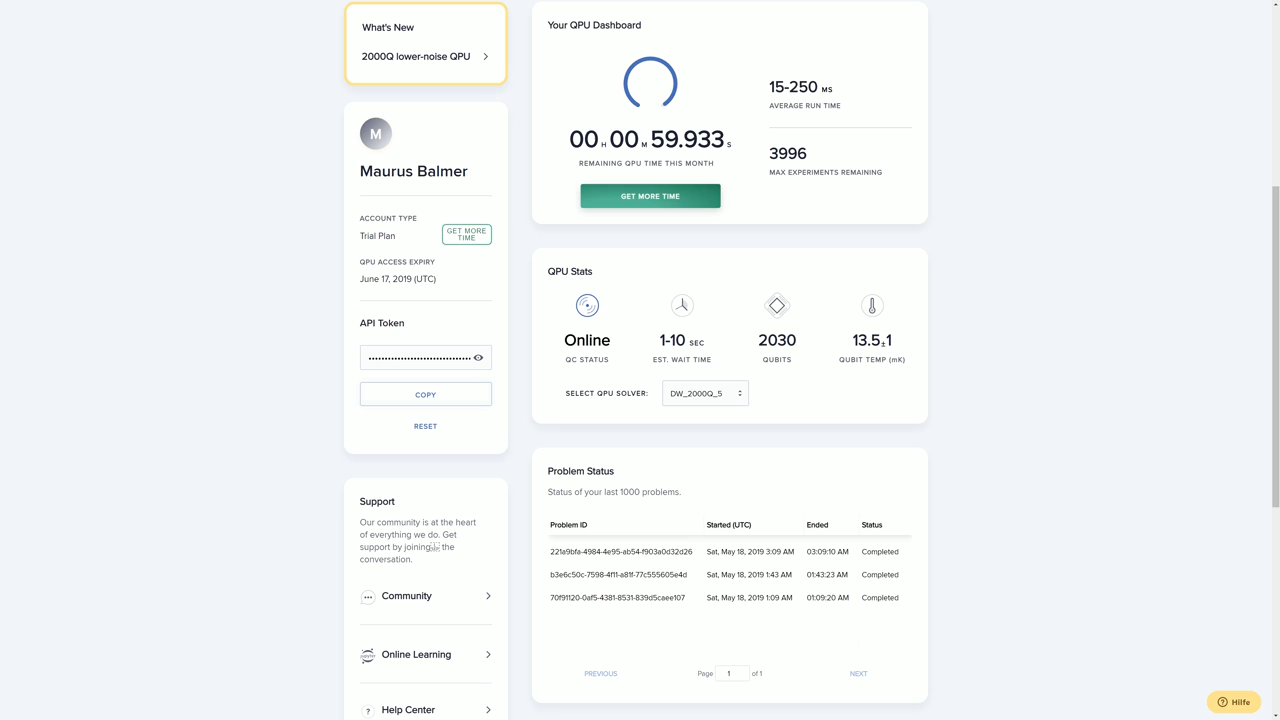 What's New
2000Q lower-noise QPU
M
Maurus Balmer
ACCOUNT TYPE
Trial Plan
GET MORE
TIME
QPU ACCESS EXPIRY
June 17, 2019 (UTC)
API Token
COPY
RESET
Support
Our community is at the heart
of everything we do. Get
support by joining the
conversation.
Community
Online Learning
Help Center
Your QPU Dashboard
00 H 00 M 59.933 S
REMAINING QPU TIME THIS MONTH
GET MORE TIME
15-250 MS
AVERAGE RUN TIME
3996
MAX EXPERIMENTS REMAINING
QPU Stats
Online
QC STATUS
1-10 SEC
EST. WAIT TIME
2030
QUBITS
13.5±1
QUBIT TEMP (mK)
SELECT QPU SOLVER: DW_2000Q_5
Problem Status
Status of your last 1000 problems.
Problem ID Started (UTC) Ended Status
221a9bfa-4984-4e95-ab54-f903a0d32d26 Sat, May 18, 2019 3:09 AM 03:09:10 AM Completed
b3e6c50c-7598-4f11-a81f-77c555605e4d Sat, May 18, 2019 1:43 AM 01:43:23 AM Completed
70f91120-0af5-4381-8531-839d5caee107 Sat, May 18, 2019 1:09 AM 01:09:20 AM Completed
PREVIOUS Page 1 of 1 NEXT
Hilfe